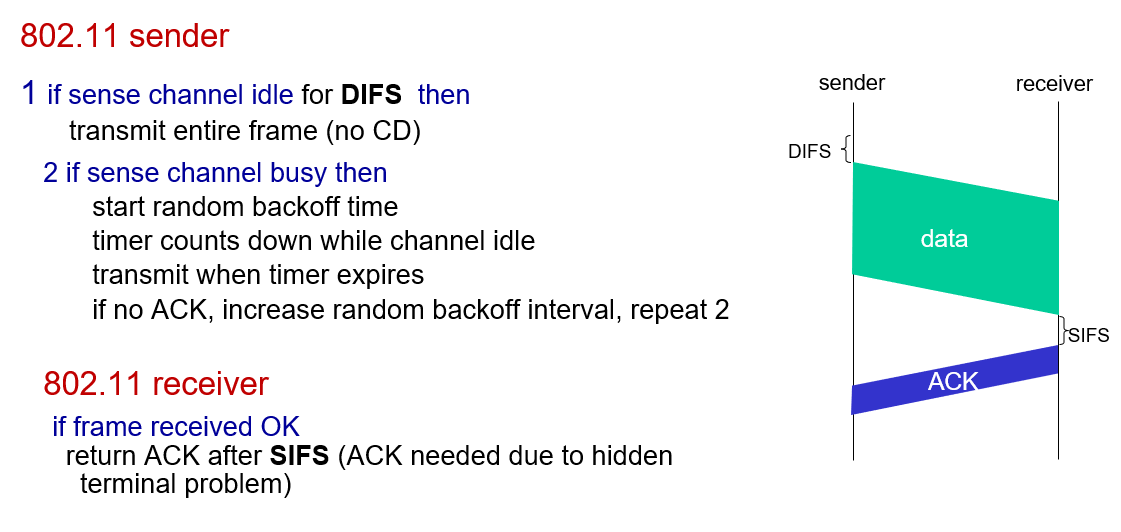 802.11 sender
1 if sense channel idle for DIFS then
transmit entire frame (no CD)
2 if sense channel busy then
start random backoff time
timer counts down while channel idle
transmit when timer expires
if no ACK, increase random backoff interval, repeat 2
802.11 receiver
if frame received OK
return ACK after SIFS (ACK needed due to hidden
terminal problem)
sender
receiver
DIFS
data
SIFS
ACK